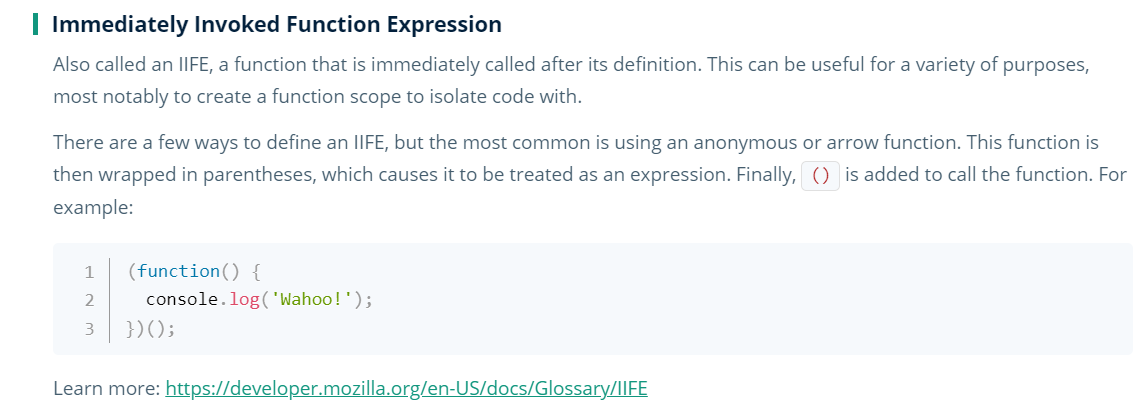 Immediately Invoked Function Expression
Also called an IIFE, a function that is immediately called after its definition. This can be useful for a variety of purposes,
most notably to create a function scope to isolate code with.
There are a few ways to define an IIFE, but the most common is using an anonymous or arrow function. This function is
then wrapped in parentheses, which causes it to be treated as an expression. Finally, () is added to call the function. For
example:
1 (function() {
2   console.log('Wahoo!');
3 })();
Learn more: https://developer.mozilla.org/en-US/docs/Glossary/IIFE